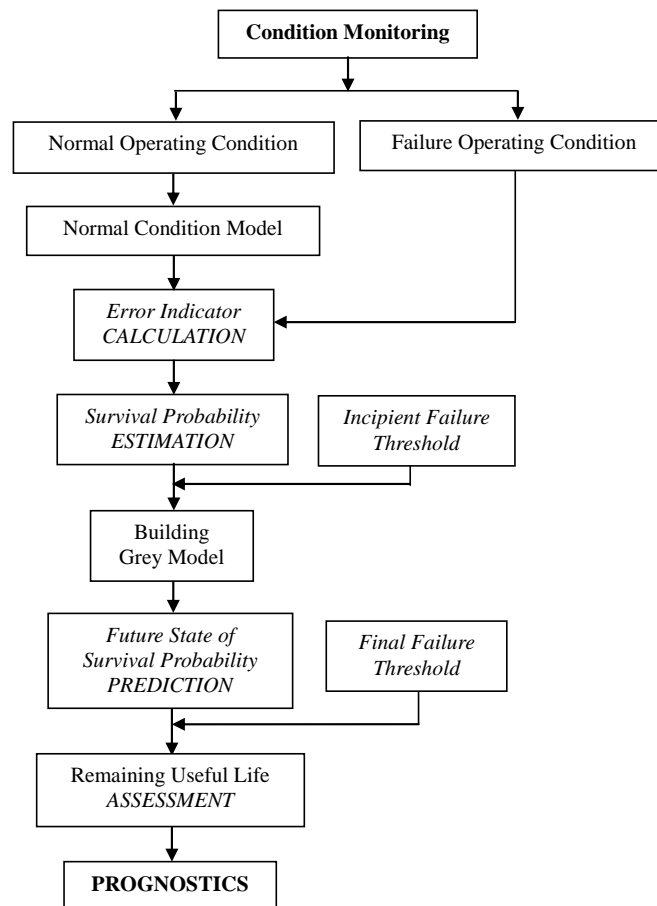 Condition Monitoring
Normal Operating Condition
Failure Operating Condition
Normal Condition Model
Error Indicator
CALCULATION
Survival Probability
ESTIMATION
Incipient Failure
Threshold
Building
Grey Model
Future State of
Survival Probability
PREDICTION
Final Failure
Threshold
Remaining Useful Life
ASSESSMENT
PROGNOSTICS